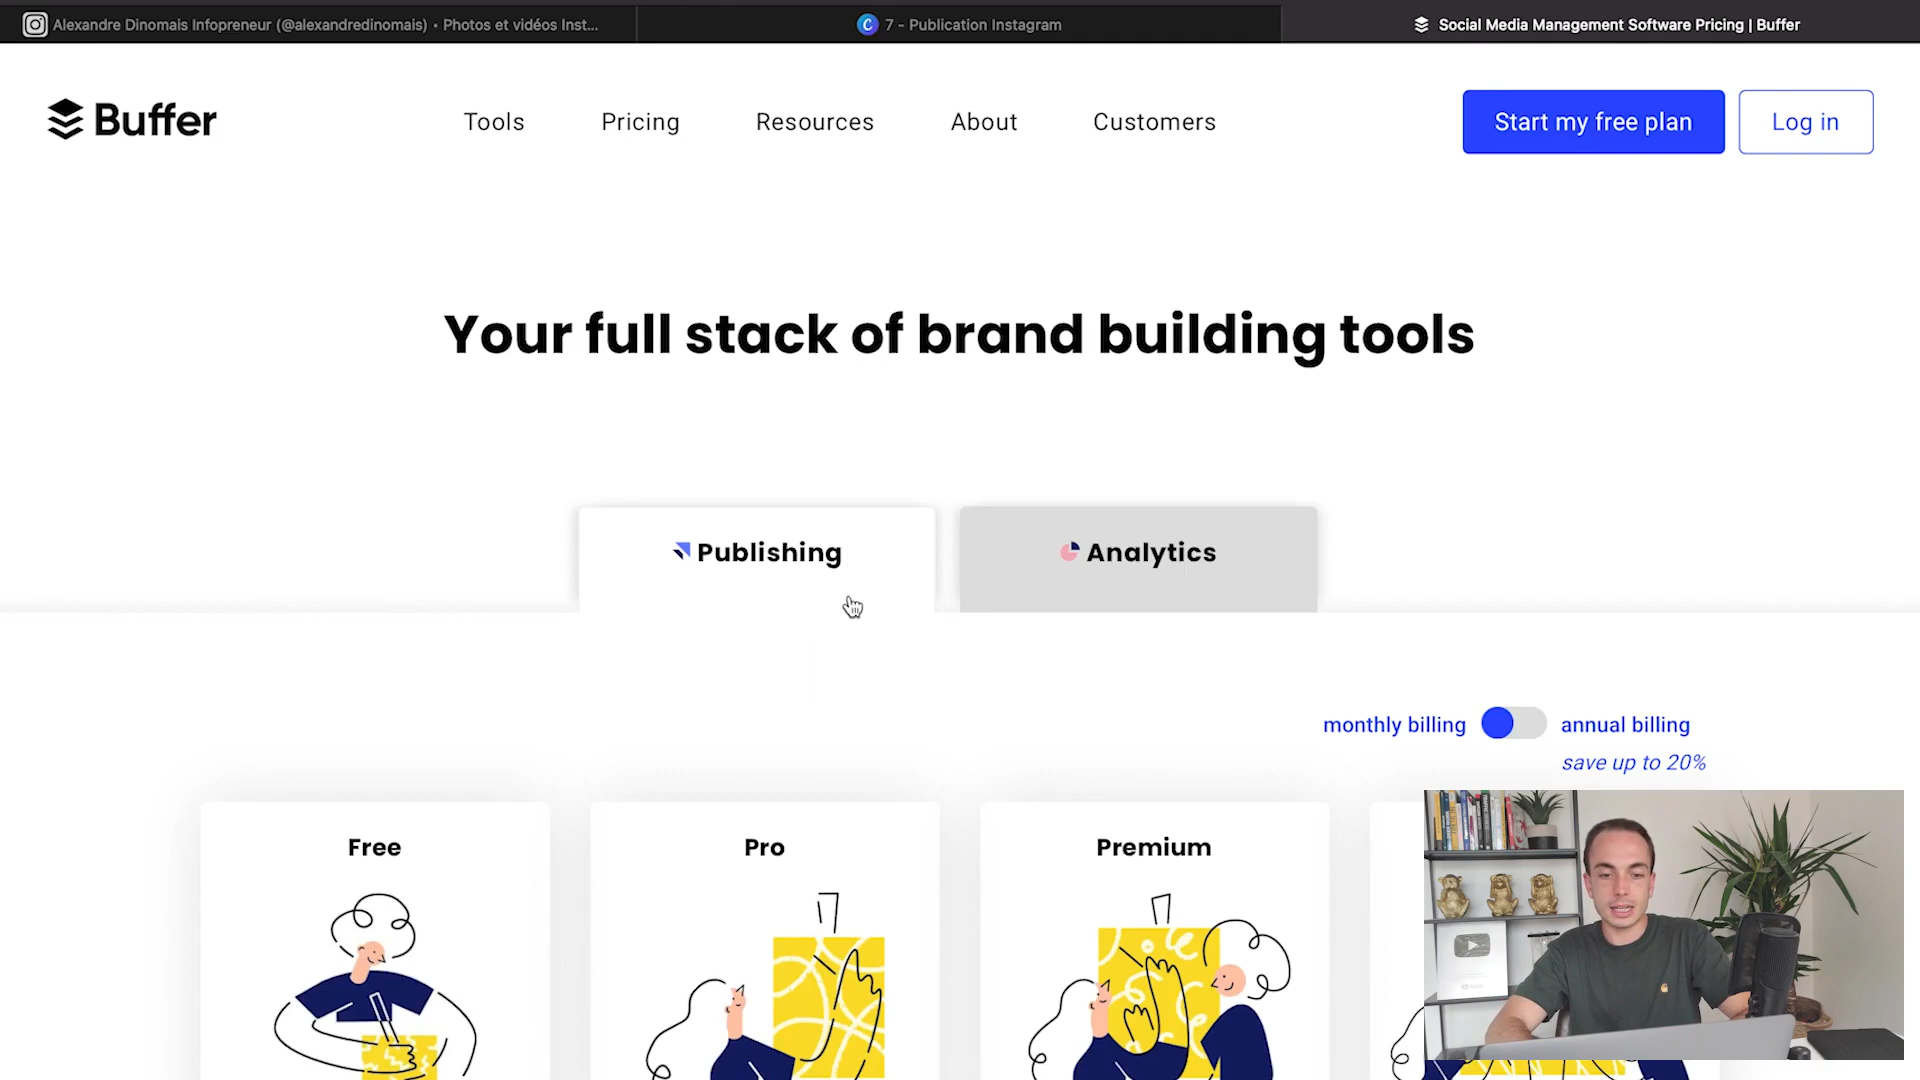 Alexandre Dinomais Infopreneur (@alexandredinomais) • Photos et vidéos Inst...
7 - Publication Instagram
Social Media Management Software Pricing | Buffer
Buffer
Tools
Pricing
Resources
About
Customers
Start my free plan
Log in
Your full stack of brand building tools
Publishing
Analytics
monthly billing
annual billing
save up to 20%
Free
Pro
Premium